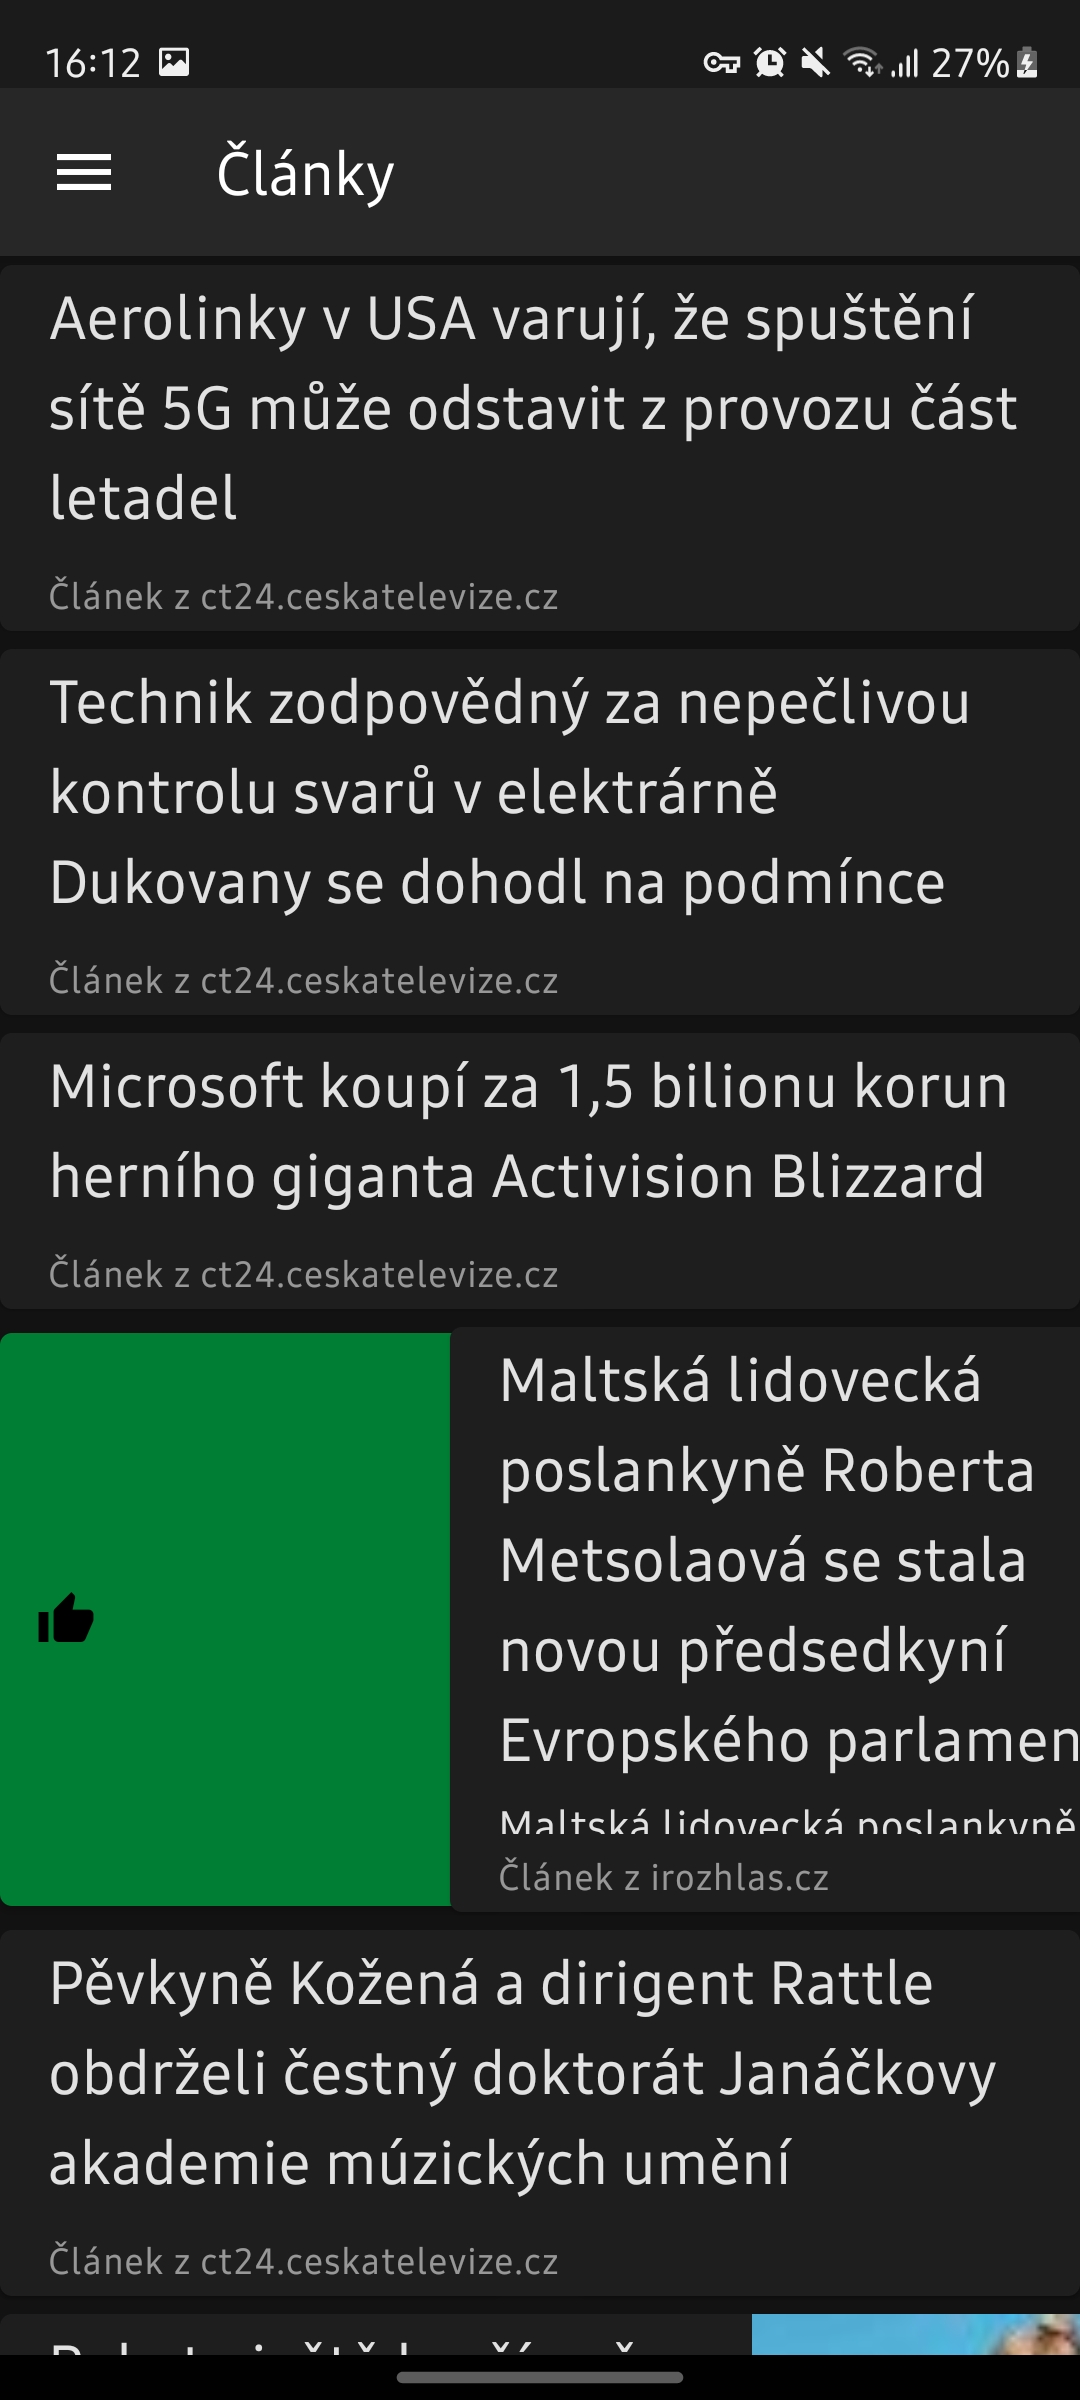 16:12
27%
Články
Aerolinky v USA varují, že spuštění
sítě 5G může odstavit z provozu část
letadel
Článek z ct24.ceskatelevize.cz
Technik zodpovědný za nepečlivou
kontrolu svarů v elektrárně
Dukovany se dohodl na podmínce
Článek z ct24.ceskatelevize.cz
Microsoft koupí za 1,5 bilionu korun
herního giganta Activision Blizzard
Článek z ct24.ceskatelevize.cz
Maltská lidovecká
poslankyně Roberta
Metsolaová se stala
novou předsedkyní
Evropského parlamen
Maltská lidovecká poslankyně
Článek z irozhlas.cz
Pěvkyně Kožená a dirigent Rattle
obdrželi čestný doktorát Janáčkovy
akademie múzických umění
Článek z ct24.ceskatelevize.cz